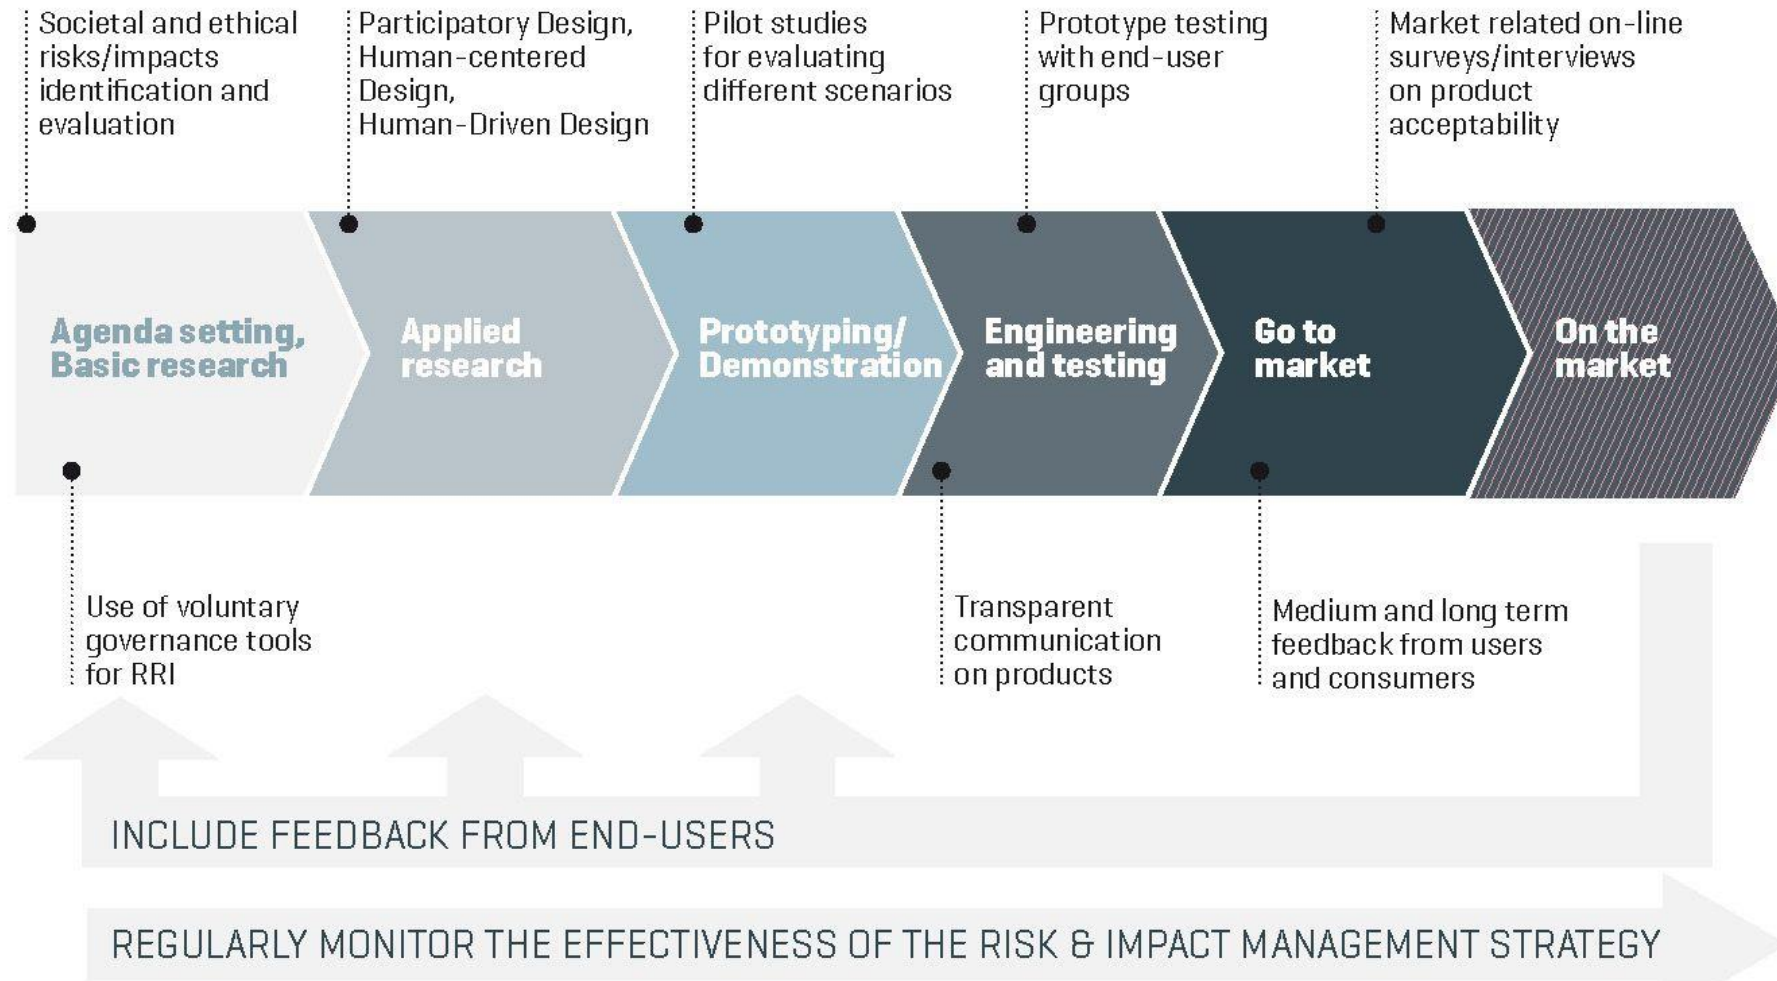 Societal and ethical
risks/impacts
identification and
evaluation
Participatory Design,
Human-centered
Design,
Human-Driven Design
Pilot studies
for evaluating
different scenarios
Prototype testing
with end-user
groups
Market related on-line
surveys/interviews
on product
acceptability
Agenda setting,
Basic research
Applied
research
Prototyping/
Demonstration
Engineering
and testing
Go to
market
On the
market
Use of voluntary
governance tools
for RRI
Transparent
communication
on products
Medium and long term
feedback from users
and consumers
INCLUDE FEEDBACK FROM END-USERS
REGULARLY MONITOR THE EFFECTIVENESS OF THE RISK & IMPACT MANAGEMENT STRATEGY